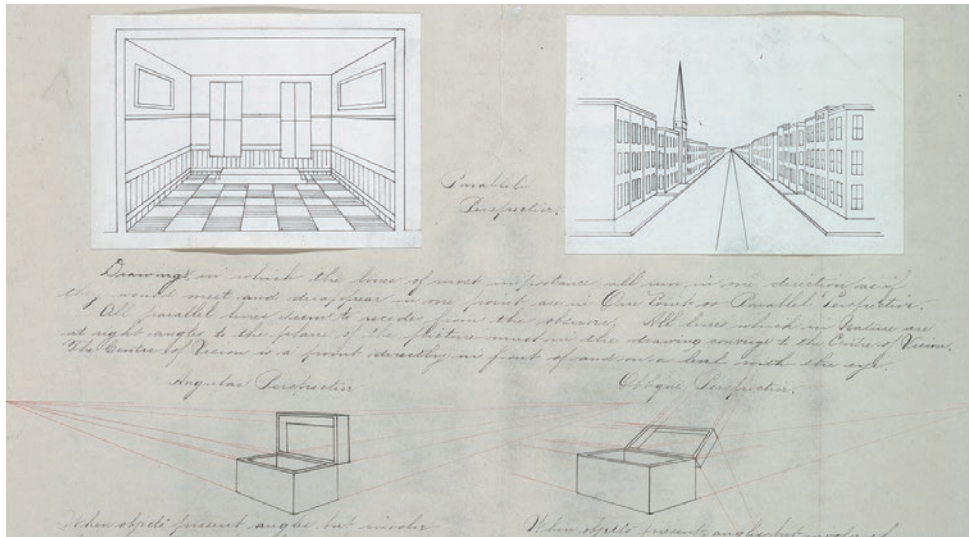 Parallel
Perspective.
Drawings in which the lines of most importance all run in one direction as if
they would meet and disappear in one point are in One Point or Parallel Perspective.
All parallel lines seem to recede from the observer. All lines which in Nature are
at right angles to the plane of the picture must in the drawing converge to the Centre of Vision.
The Centre of Vision is a point directly in front of and on a level with the eye.
Angular Perspective
Oblique Perspective.
When objects present angles but
When objects present angles but